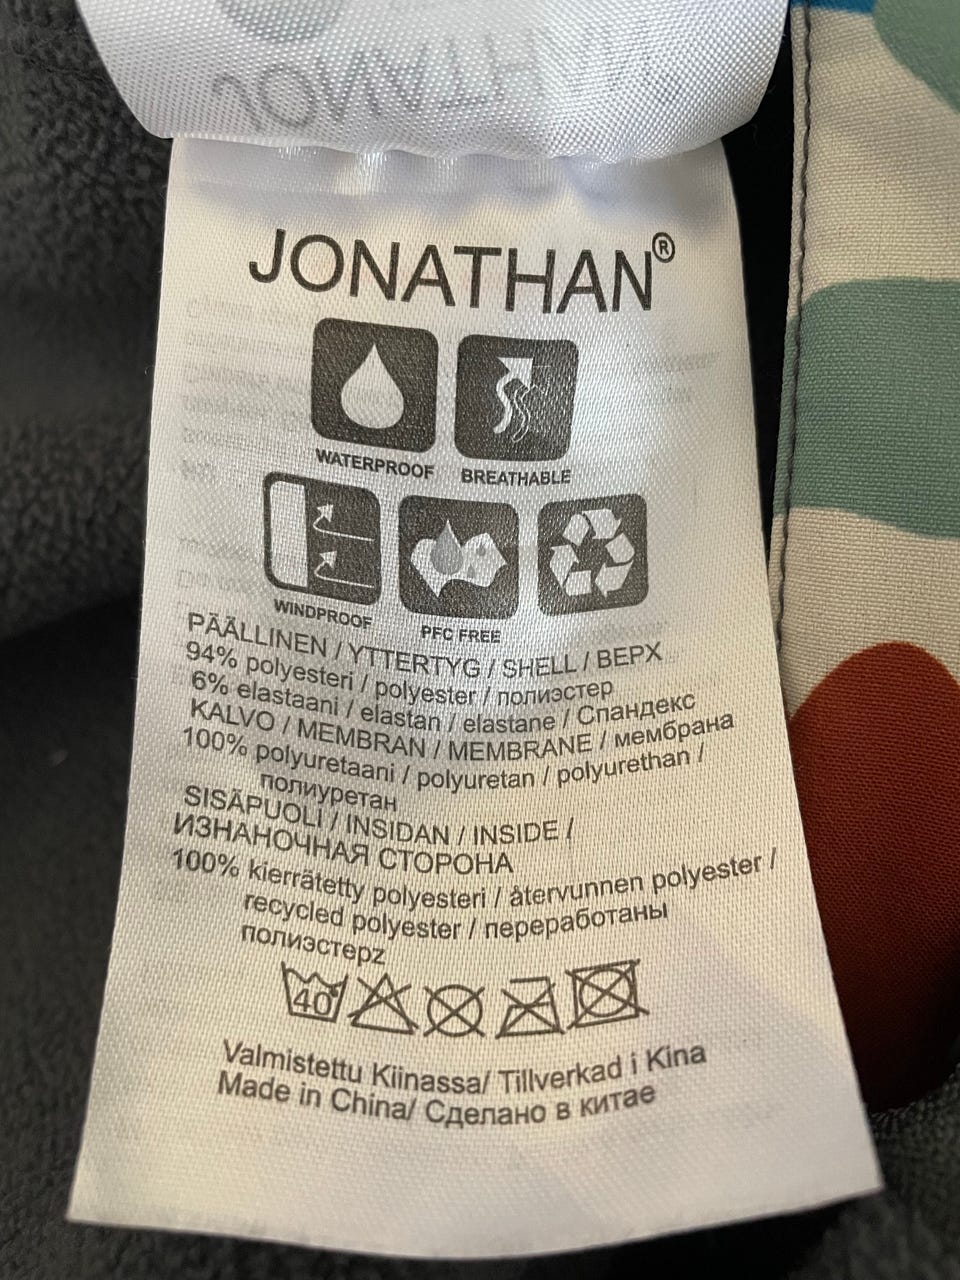 JONATHAN®
WATERPROOF BREATHABLE
WINDPROOF PFC FREE
PÄÄLLINEN / YTTERTYG / SHELL / ВЕРХ
94% polyesteri / polyester / полиэстер
6% elastaani / elastan / elastane / Спандекс
KALVO / MEMBRAN / MEMBRANE / мембрана
100% polyuretaani / polyuretan / polyurethan /
полиуретан
SISÄPUOLI / INSIDAN / INSIDE /
ИЗНАНОЧНАЯ СТОРОНА
100% kierrätetty polyesteri / återvunnen polyester /
recycled polyester / переработаны
полиэстерz
40
Valmistettu Kiinassa/ Tillverkad i Kina
Made in China/ Сделано в китае